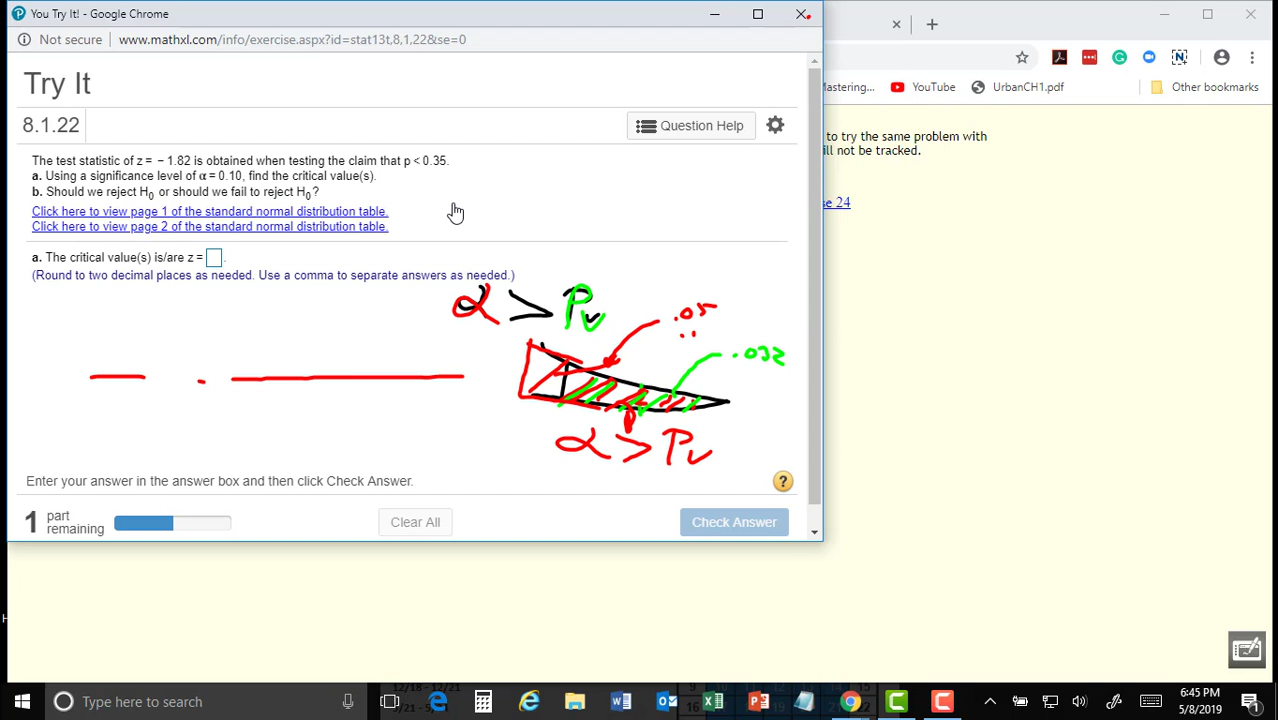 You Try It! - Google Chrome
Not secure www.mathxl.com/info/exercise.aspx?id=stat13t,8,1,22&se=0
Mastering... YouTube UrbanCH1.pdf Other bookmarks
Try It
8.1.22
Question Help
to try the same problem with
ill not be tracked.
se 24
The test statistic of z = − 1.82 is obtained when testing the claim that p < 0.35.
a. Using a significance level of α = 0.10, find the critical value(s).
b. Should we reject H0 or should we fail to reject H0?
Click here to view page 1 of the standard normal distribution table.
Click here to view page 2 of the standard normal distribution table.
a. The critical value(s) is/are z = .
(Round to two decimal places as needed. Use a comma to separate answers as needed.)
α > Pv
.05
.032
α > Pv
Enter your answer in the answer box and then click Check Answer.
?
1 part remaining
Clear All
Check Answer
12/18 - 12/21
Type here to search
6:45 PM
5/8/2019